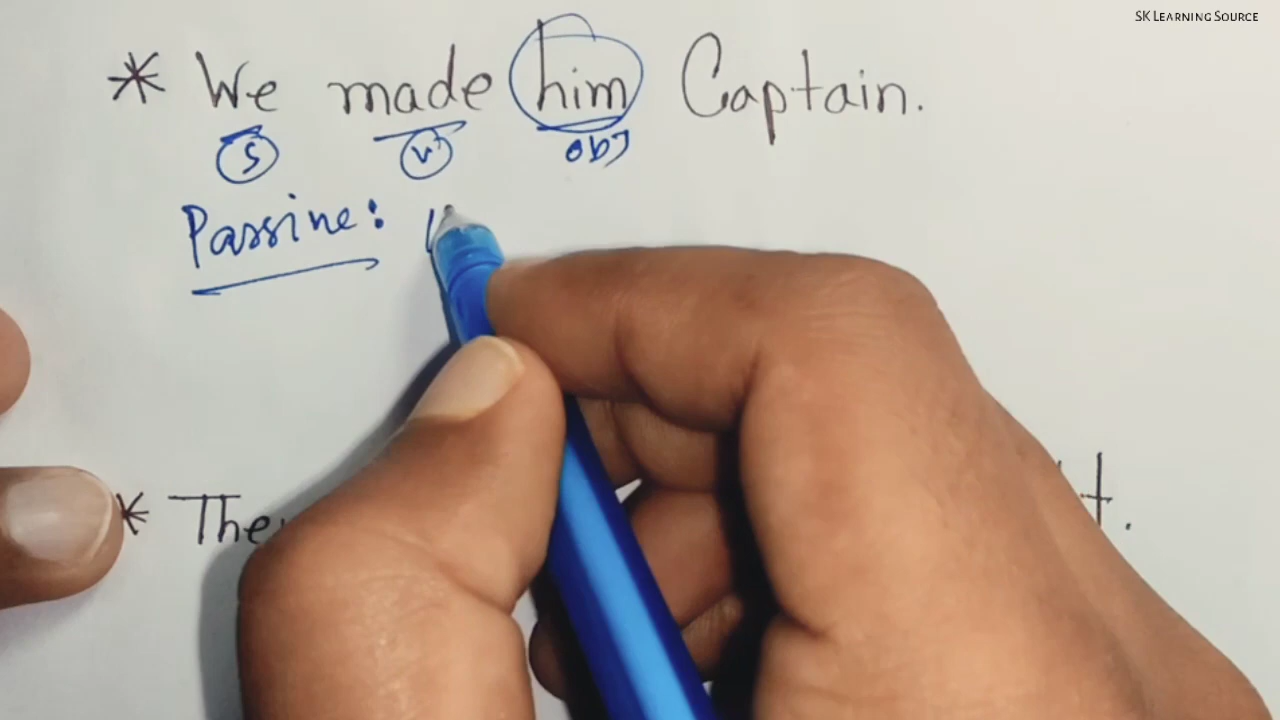 SK LEARNING SOURCE
* We made him Captain.
S V obj
Passive:
* The